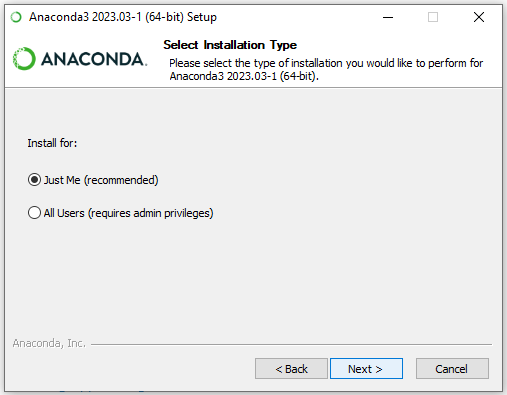 Anaconda3 2023.03-1 (64-bit) Setup
Select Installation Type
Please select the type of installation you would like to perform for
Anaconda3 2023.03-1 (64-bit).
ANACONDA.
Install for:
Just Me (recommended)
All Users (requires admin privileges)
Anaconda, Inc.
< Back
Next >
Cancel